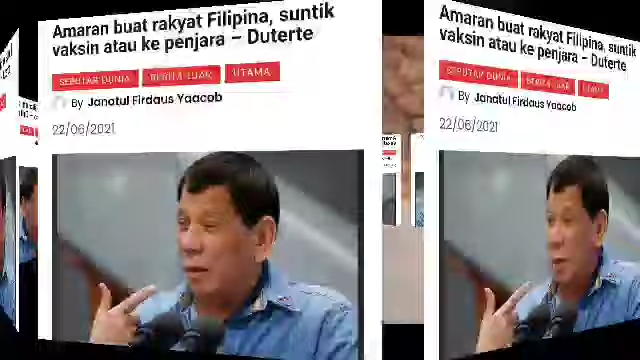 Amaran buat rakyat Filipina, suntik
vaksin atau ke penjara – Duterte
SEPUTAR DUNIA BERITA LUAR UTAMA
By Janatul Firdaus Yaacob
22/06/2021
Amaran buat rakyat Filipina, suntik
vaksin atau ke penjara – Duterte
SEPUTAR DUNIA BERITA LUAR UTAMA
By Janatul Firdaus Yaacob
22/06/2021